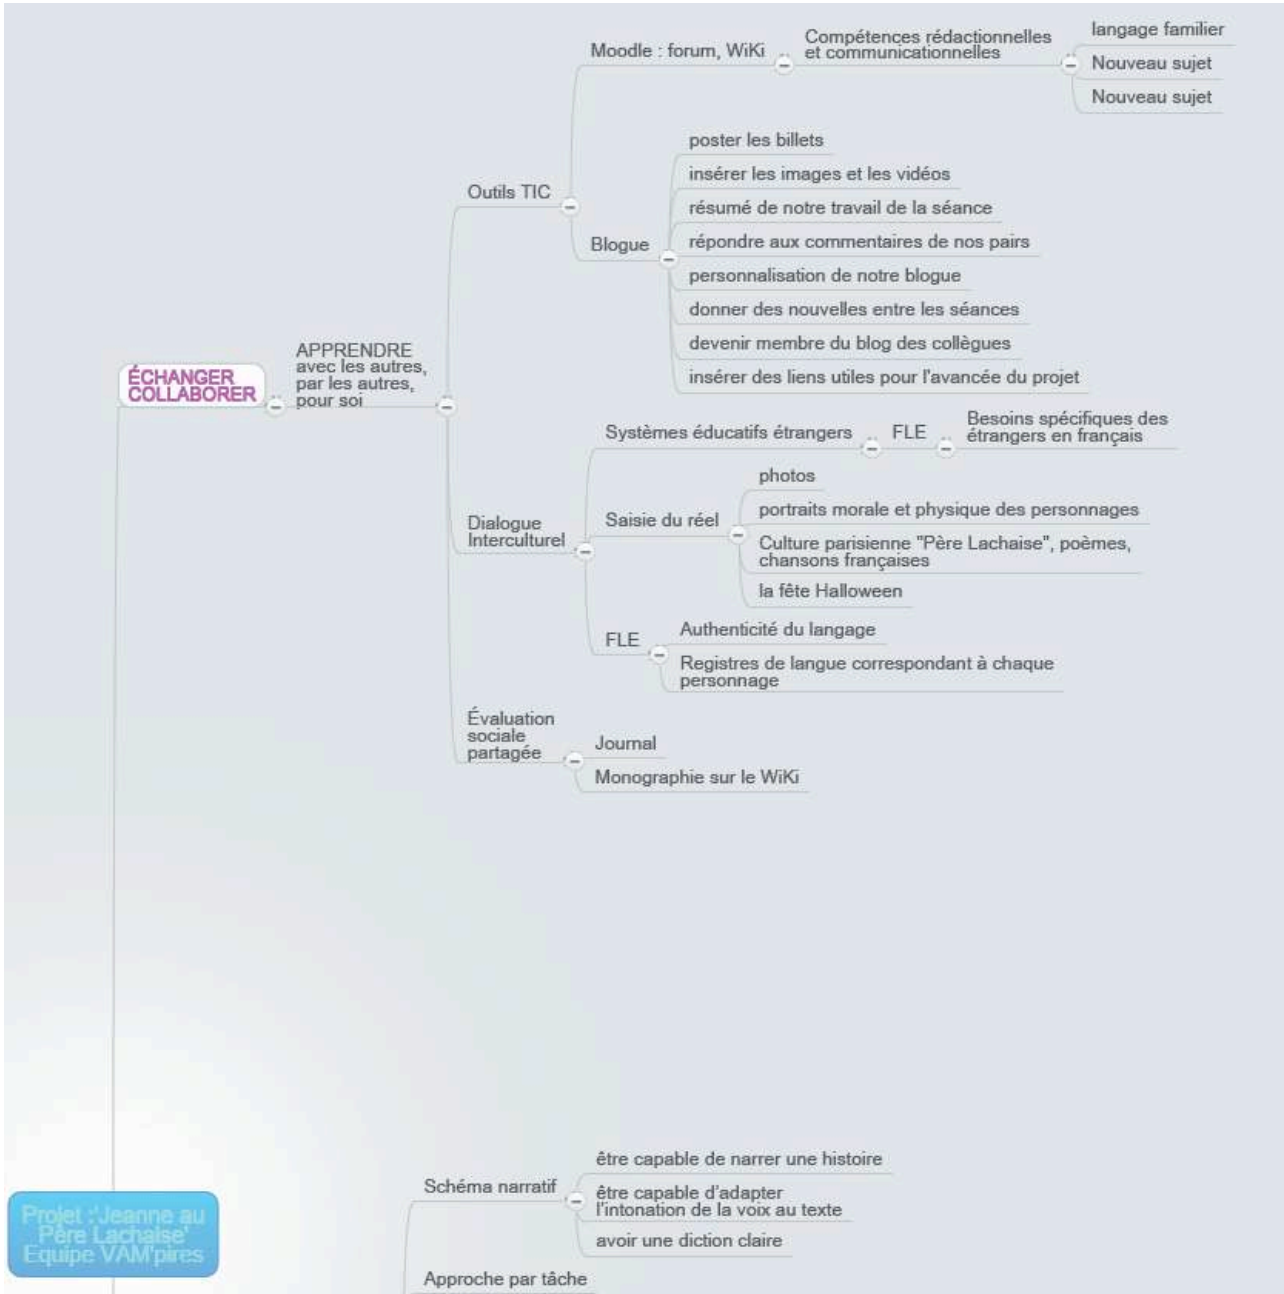 langage familier
Moodle : forum, WiKi
Compétences rédactionnelles
et communicationnelles
Nouveau sujet
Nouveau sujet
poster les billets
insérer les images et les vidéos
Outils TIC
résumé de notre travail de la séance
Blogue
répondre aux commentaires de nos pairs
personnalisation de notre blogue
donner des nouvelles entre les séances
devenir membre du blog des collègues
insérer des liens utiles pour l'avancée du projet
ÉCHANGER
COLLABORER
APPRENDRE
avec les autres,
par les autres,
pour soi
Systèmes éducatifs étrangers
FLE
Besoins spécifiques des
étrangers en français
photos
Dialogue
Interculturel
Saisie du réel
portraits morale et physique des personnages
Culture parisienne "Père Lachaise", poèmes,
chansons françaises
la fête Halloween
FLE
Authenticité du langage
Registres de langue correspondant à chaque
personnage
Évaluation
sociale
partagée
Journal
Monographie sur le WiKi
être capable de narrer une histoire
Schéma narratif
être capable d'adapter
l'intonation de la voix au texte
avoir une diction claire
Projet :'Jeanne au
Père Lachaise'
Equipe VAM'pires
Approche par tâche